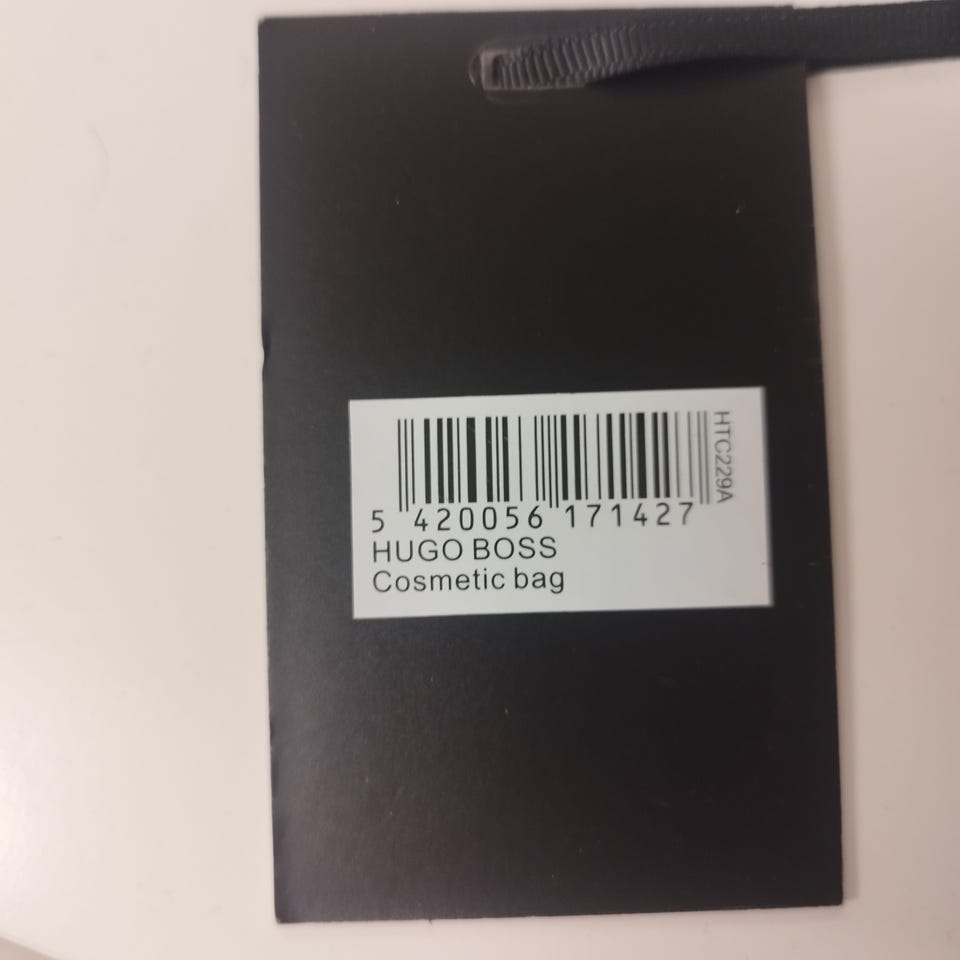 HTC229A
5 420056 171427
HUGO BOSS
Cosmetic bag